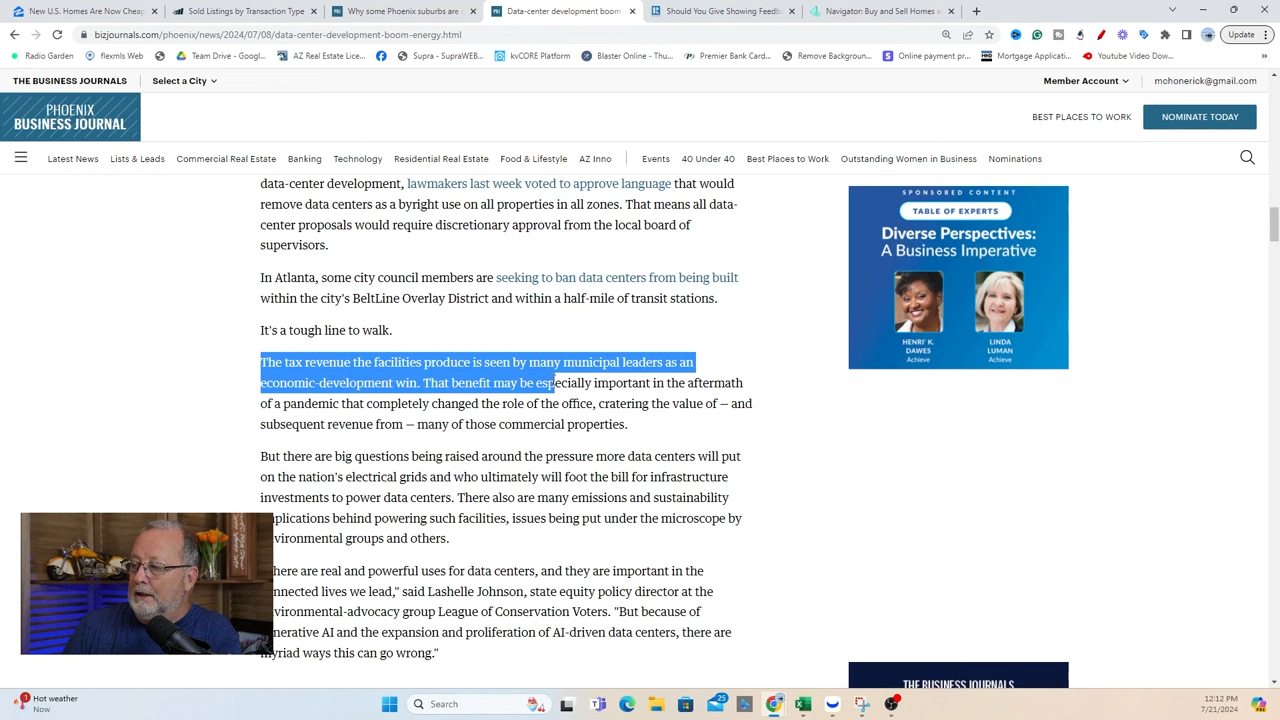 New U.S. Homes Are Now Cheap
Sold Listings by Transaction Type
Why some Phoenix suburbs are
Data-center development boom
Should You Give Showing Feedb
Navigator: Buy and Sell Homes w
bizjournals.com/phoenix/news/2024/07/08/data-center-development-boom-energy.html
Update
Radio Garden
flexmls Web
Team Drive - Googl...
AZ Real Estate Lice...
Supra - SupraWEB...
kvCORE Platform
Blaster Online - Thu...
Premier Bank Card...
Remove Backgroun...
Online payment pr...
Mortgage Applicati...
Youtube Video Dow...
THE BUSINESS JOURNALS
Select a City
Member Account
mchonerick@gmail.com
PHOENIX
BUSINESS JOURNAL
BEST PLACES TO WORK
NOMINATE TODAY
Latest News Lists & Leads Commercial Real Estate Banking Technology Residential Real Estate Food & Lifestyle AZ Inno Events 40 Under 40 Best Places to Work Outstanding Women in Business Nominations
data-center development, lawmakers last week voted to approve language that would
remove data centers as a byright use on all properties in all zones. That means all data-
center proposals would require discretionary approval from the local board of
supervisors.
In Atlanta, some city council members are seeking to ban data centers from being built
within the city's BeltLine Overlay District and within a half-mile of transit stations.
It's a tough line to walk.
The tax revenue the facilities produce is seen by many municipal leaders as an
economic-development win. That benefit may be especially important in the aftermath
of a pandemic that completely changed the role of the office, cratering the value of — and
subsequent revenue from — many of those commercial properties.
But there are big questions being raised around the pressure more data centers will put
on the nation's electrical grids and who ultimately will foot the bill for infrastructure
investments to power data centers. There also are many emissions and sustainability
mplications behind powering such facilities, issues being put under the microscope by
nvironmental groups and others.
here are real and powerful uses for data centers, and they are important in the
nnected lives we lead," said Lashelle Johnson, state equity policy director at the
nvironmental-advocacy group League of Conservation Voters. "But because of
nerative AI and the expansion and proliferation of AI-driven data centers, there are
myriad ways this can go wrong."
SPONSORED CONTENT
TABLE OF EXPERTS
Diverse Perspectives:
A Business Imperative
HENRI' K.
DAWES
Achieve
LINDA
LUMAN
Achieve
THE BUSINESS JOURNALS
1
Hot weather
Now
Search
25
12:12 PM
7/21/2024